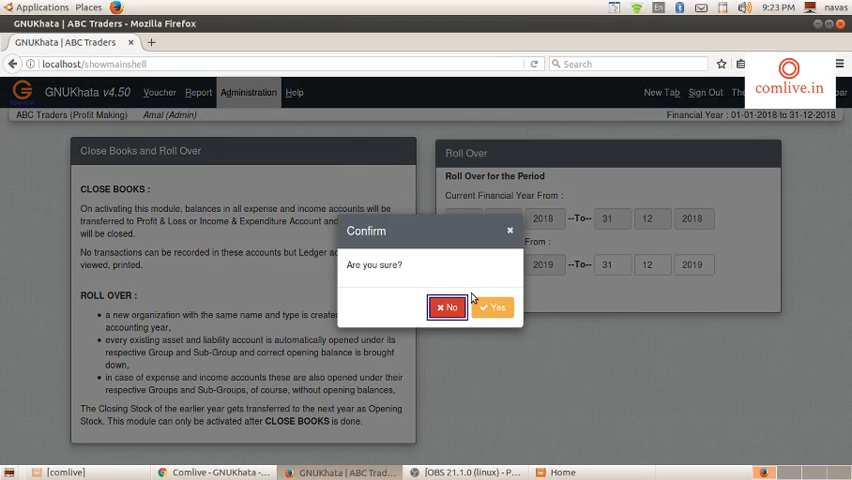 Applications Places
En
9:23 PM
navas
GNUKhata | ABC Traders - Mozilla Firefox
GNUKhata | ABC Traders
localhost/showmainshell
Search
GNUKhata v4.50
Voucher
Report
Administration
Help
New Tab
Sign Out
comlive.in
ABC Traders (Profit Making)
Amal (Admin)
Financial Year : 01-01-2018 to 31-12-2018
Close Books and Roll Over
CLOSE BOOKS :
On activating this module, balances in all expense and income accounts will be
transferred to Profit & Loss or Income & Expenditure Account and
will be closed.
No transactions can be recorded in these accounts but Ledger
viewed, printed.
ROLL OVER :
a new organization with the same name and type is
accounting year,
every existing asset and liability account is automatically opened under its
respective Group and Sub-Group and correct opening balance is brought
down,
in case of expense and income accounts these are also opened under their
respective Groups and Sub-Groups, of course, without opening balances,
The Closing Stock of the earlier year gets transferred to the next year as Opening
Stock. This module can only be activated after CLOSE BOOKS is done.
Roll Over
Roll Over for the Period
Current Financial Year From :
2018 --To-- 31 12 2018
From :
2019 --To-- 31 12 2019
Confirm
Are you sure?
No
Yes
[comlive]
Comlive - GNUKhata -...
GNUKhata | ABC Trad...
[OBS 21.1.0 (linux) - P...
Home